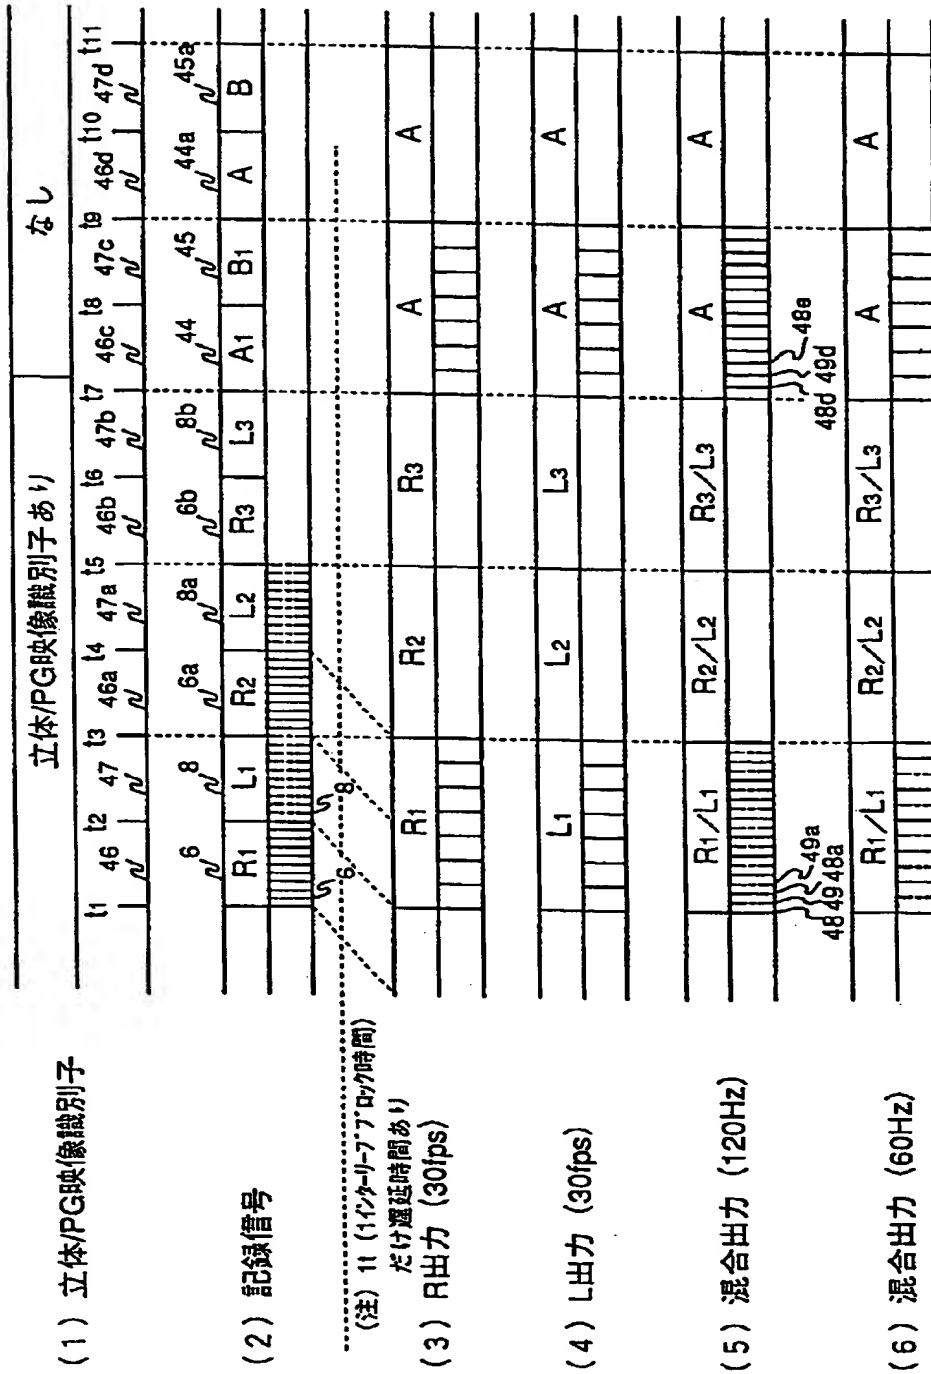 (1) 立体/PG映像識別子
立体/PG映像識別子あり
なし
t1 46 t2 47 t3 46a t4 47a t5 46b t6 47b t7 46c t8 47c t9 46d t10 47d t11
(2) 記録信号
6 8 6a 8a 6b 8b 44 45 44a 45a
R1 L1 R2 L2 R3 L3 A1 B1 A B
6 8
(注) 1t (1インターリーブブロック時間)
だけ遅延時間あり
(3) R出力 (30fps)
R1 R2 R3 A A
(4) L出力 (30fps)
L1 L2 L3 A A
(5) 混合出力 (120Hz)
R1/L1 R2/L2 R3/L3 A A
48 49 48a 49a 48d 49d 48e
(6) 混合出力 (60Hz)
R1/L1 R2/L2 R3/L3 A A